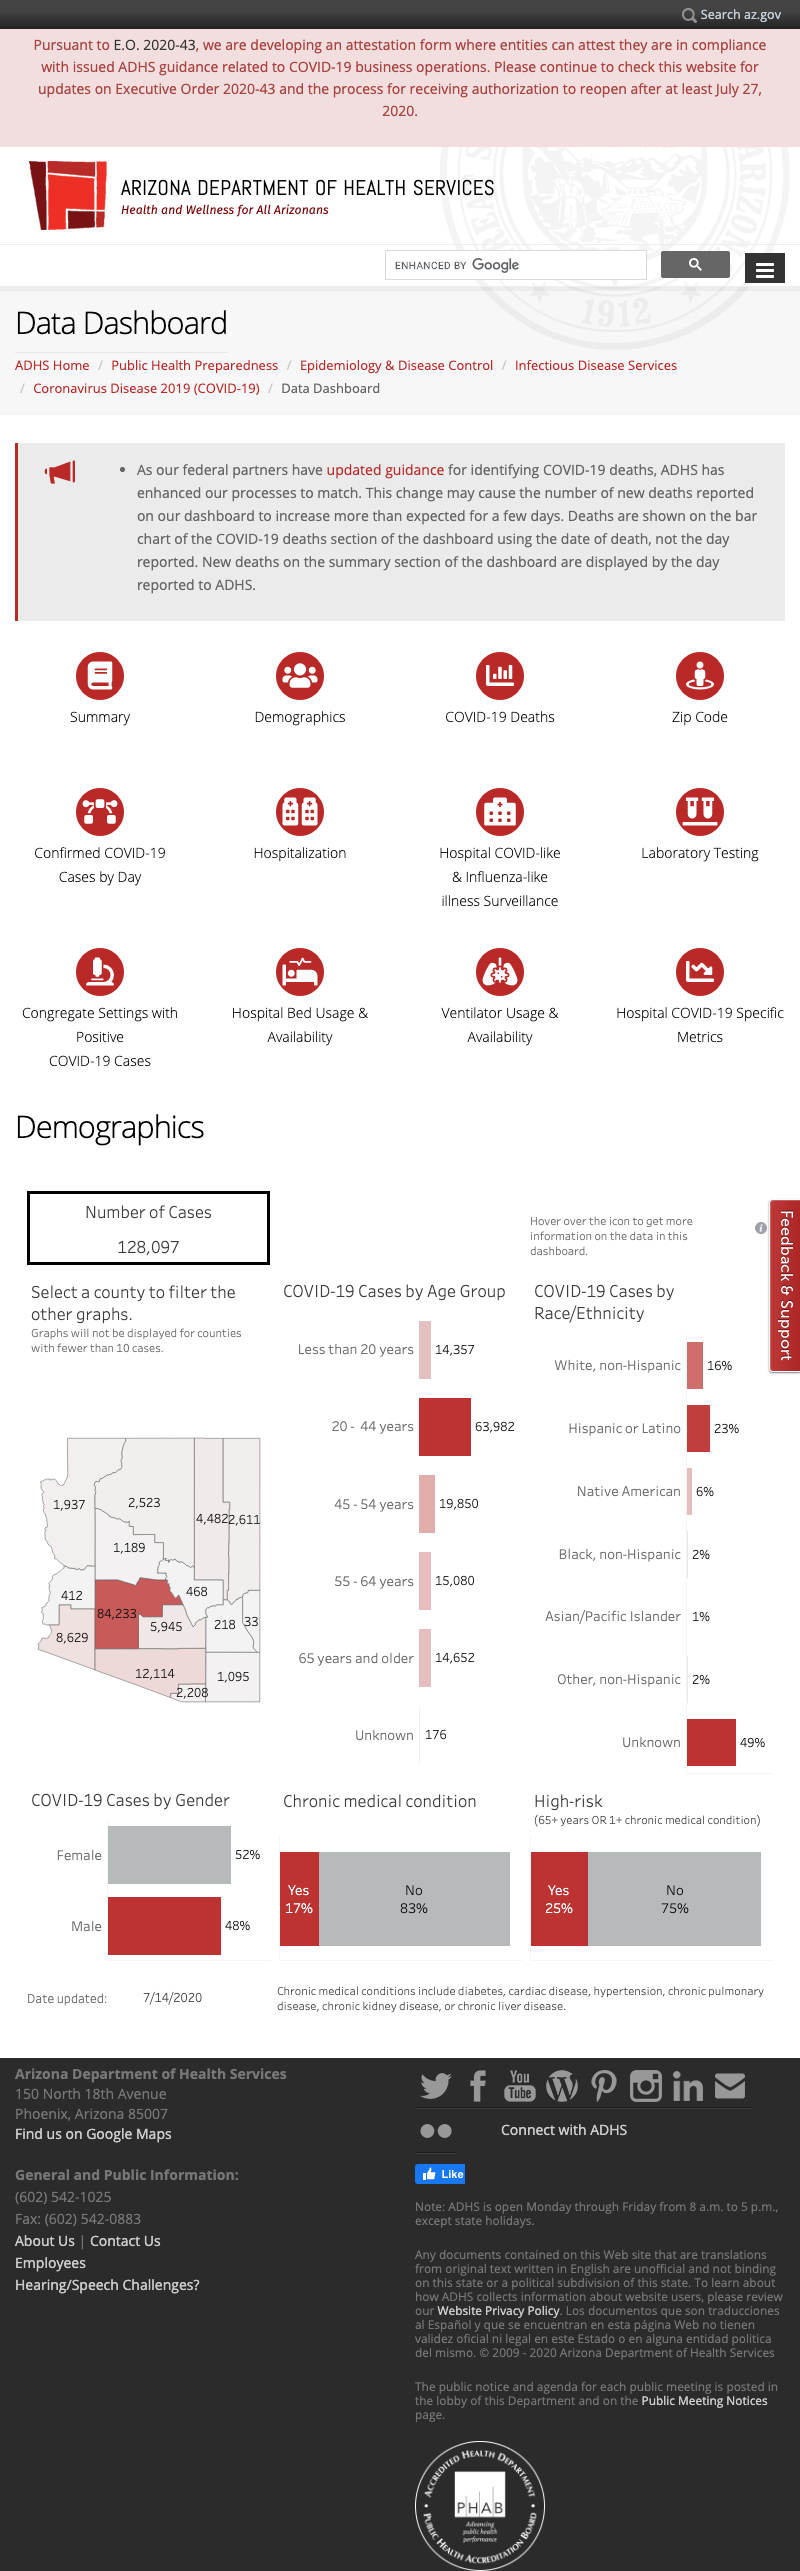 Search az.gov
Pursuant to E.O. 2020-43, we are developing an attestation form where entities can attest they are in compliance
with issued ADHS guidance related to COVID-19 business operations. Please continue to check this website for
updates on Executive Order 2020-43 and the process for receiving authorization to reopen after at least July 27,
2020.
ARIZONA DEPARTMENT OF HEALTH SERVICES
Health and Wellness for All Arizonans
1912
ENHANCED BY Google
Data Dashboard
ADHS Home / Public Health Preparedness / Epidemiology & Disease Control / Infectious Disease Services
/ Coronavirus Disease 2019 (COVID-19) / Data Dashboard
• As our federal partners have updated guidance for identifying COVID-19 deaths, ADHS has
enhanced our processes to match. This change may cause the number of new deaths reported
on our dashboard to increase more than expected for a few days. Deaths are shown on the bar
chart of the COVID-19 deaths section of the dashboard using the date of death, not the day
reported. New deaths on the summary section of the dashboard are displayed by the day
reported to ADHS.
Summary
Demographics
COVID-19 Deaths
Zip Code
Confirmed COVID-19
Cases by Day
Hospitalization
Hospital COVID-like
& Influenza-like
illness Surveillance
Laboratory Testing
Congregate Settings with
Positive
COVID-19 Cases
Hospital Bed Usage &
Availability
Ventilator Usage &
Availability
Hospital COVID-19 Specific
Metrics
Demographics
Number of Cases
128,097
Hover over the icon to get more
information on the data in this
dashboard.
Feedback & Support
Select a county to filter the
other graphs.
Graphs will not be displayed for counties
with fewer than 10 cases.
1,937
2,523
4,482
2,611
1,189
412
468
84,233
8,629
5,945
218
33
12,114
1,095
2,208
COVID-19 Cases by Age Group
Less than 20 years 14,357
20 - 44 years 63,982
45 - 54 years 19,850
55 - 64 years 15,080
65 years and older 14,652
Unknown 176
COVID-19 Cases by
Race/Ethnicity
White, non-Hispanic 16%
Hispanic or Latino 23%
Native American 6%
Black, non-Hispanic 2%
Asian/Pacific Islander 1%
Other, non-Hispanic 2%
Unknown 49%
COVID-19 Cases by Gender
Female 52%
Male 48%
Chronic medical condition
Yes
17%
No
83%
High-risk
(65+ years OR 1+ chronic medical condition)
Yes
25%
No
75%
Date updated: 7/14/2020
Chronic medical conditions include diabetes, cardiac disease, hypertension, chronic pulmonary
disease, chronic kidney disease, or chronic liver disease.
Arizona Department of Health Services
150 North 18th Avenue
Phoenix, Arizona 85007
Find us on Google Maps
General and Public Information:
(602) 542-1025
Fax: (602) 542-0883
About Us | Contact Us
Employees
Hearing/Speech Challenges?
You
Tube
Connect with ADHS
Like
Note: ADHS is open Monday through Friday from 8 a.m. to 5 p.m.,
except state holidays.
Any documents contained on this Web site that are translations
from original text written in English are unofficial and not binding
on this state or a political subdivision of this state. To learn about
how ADHS collects information about website users, please review
our Website Privacy Policy. Los documentos que son traducciones
al Español y que se encuentran en esta página Web no tienen
validez oficial ni legal en este Estado o en alguna entidad politica
del mismo. © 2009 - 2020 Arizona Department of Health Services
The public notice and agenda for each public meeting is posted in
the lobby of this Department and on the Public Meeting Notices
page.
ACCREDITED HEALTH DEPARTMENT
PHAB
Advancing
public health
performance
PUBLIC HEALTH ACCREDITATION BOARD